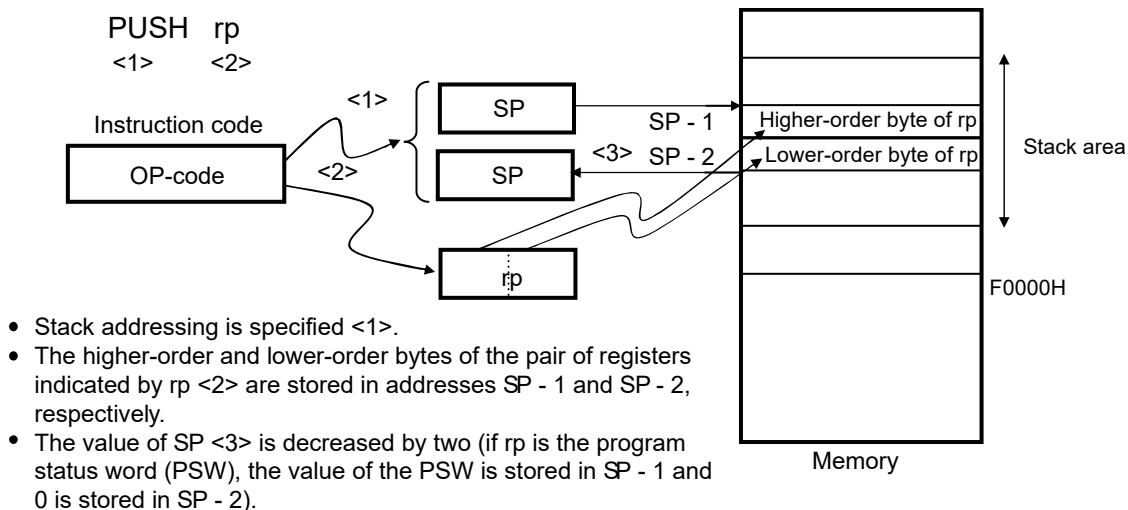 PUSH rp
<1> <2>
<1>
SP
SP - 1
Higher-order byte of rp
Instruction code
OP-code
<2>
SP
<3>
SP - 2
Lower-order byte of rp
Stack area
rp
F0000H
• Stack addressing is specified <1>.
• The higher-order and lower-order bytes of the pair of registers
indicated by rp <2> are stored in addresses SP - 1 and SP - 2,
respectively.
• The value of SP <3> is decreased by two (if rp is the program
status word (PSW), the value of the PSW is stored in SP - 1 and
0 is stored in SP - 2).
Memory